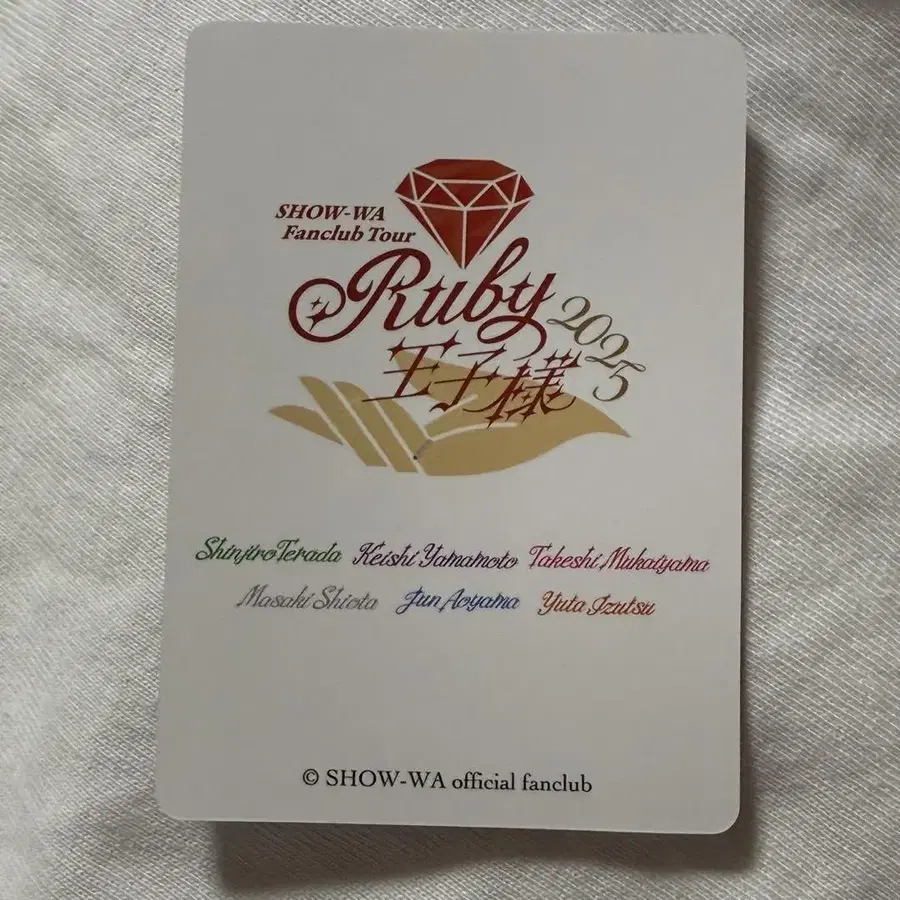 SHOW-WA
Fanclub Tour
Ruby
2025
王子様
Shinjiro Terada Keishi Yamamoto Takeshi Mukaiyama
Masaki Shiota Jun Aoyama Yuta Izutsu
© SHOW-WA official fanclub